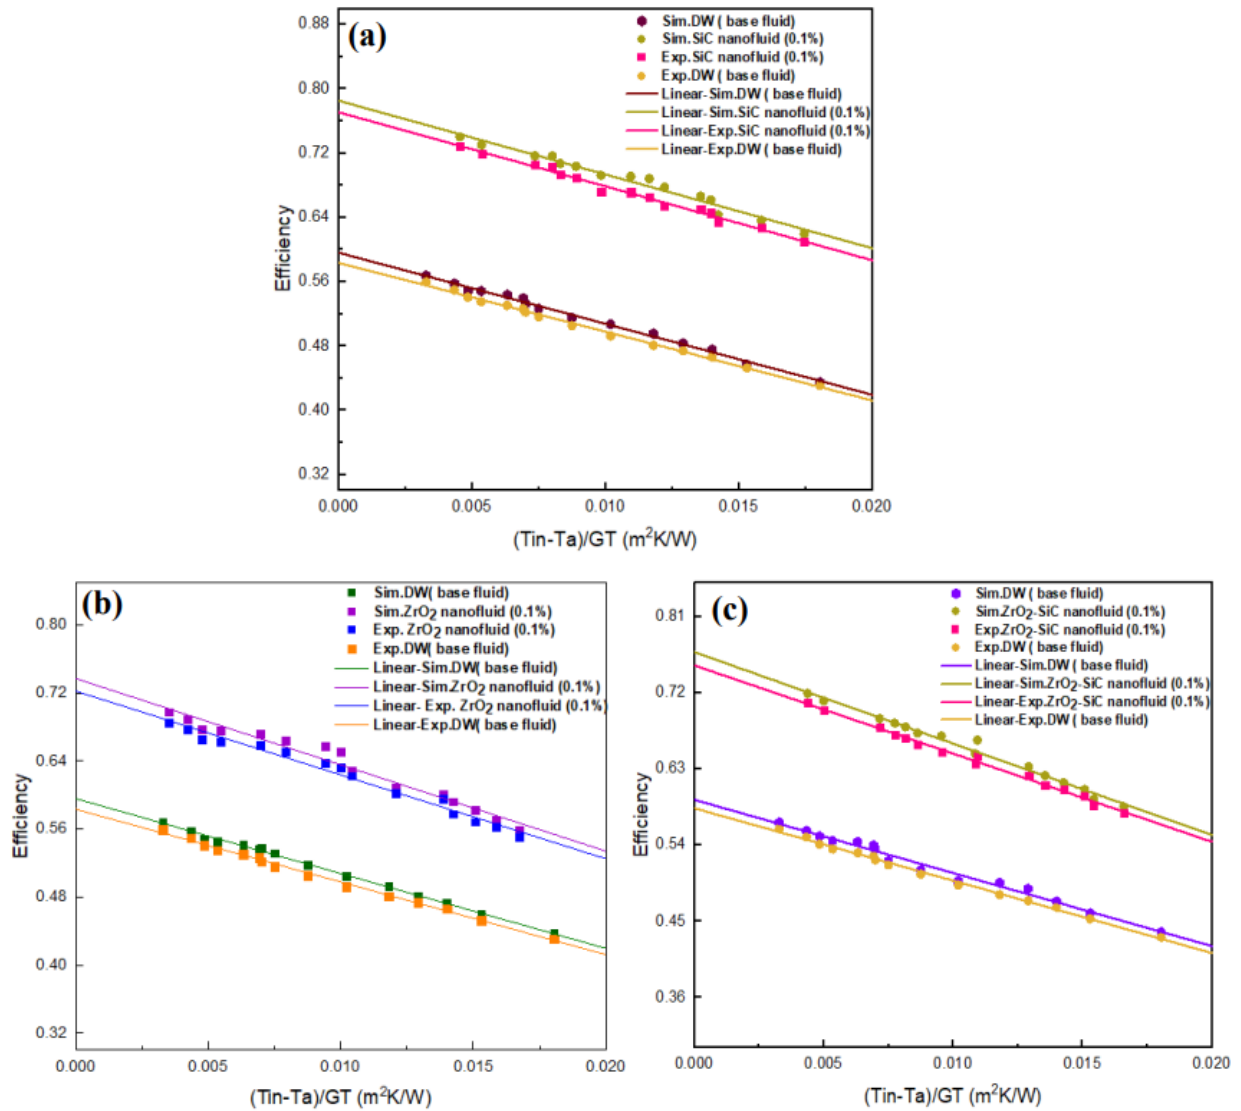 (a)
Sim.DW ( base fluid)
Sim.SiC nanofluid (0.1%)
Exp.SiC nanofluid (0.1%)
Exp.DW ( base fluid)
Linear-Sim.DW ( base fluid)
Linear-Sim.SiC nanofluid (0.1%)
Linear-Exp.SiC nanofluid (0.1%)
Linear-Exp.DW ( base fluid)
0.88
0.80
0.72
0.64
0.56
0.48
0.40
0.32
Efficiency
0.000 0.005 0.010 0.015 0.020
(Tin-Ta)/GT (m²K/W)
(b)
Sim.DW( base fluid)
Sim.ZrO₂ nanofluid (0.1%)
Exp. ZrO₂ nanofluid (0.1%)
Exp.DW( base fluid)
Linear-Sim.DW( base fluid)
Linear-Sim.ZrO₂ nanofluid (0.1%)
Linear- Exp. ZrO₂ nanofluid (0.1%)
Linear-Exp.DW( base fluid)
0.80
0.72
0.64
0.56
0.48
0.40
0.32
Efficiency
0.000 0.005 0.010 0.015 0.020
(Tin-Ta)/GT (m²K/W)
(c)
Sim.DW ( base fluid)
Sim.ZrO₂-SiC nanofluid (0.1%)
Exp.ZrO₂-SiC nanofluid (0.1%)
Exp.DW ( base fluid)
Linear-Sim.DW ( base fluid)
Linear-Sim.ZrO₂-SiC nanofluid (0.1%)
Linear-Exp.ZrO₂-SiC nanofluid (0.1%)
Linear-Exp.DW ( base fluid)
0.81
0.72
0.63
0.54
0.45
0.36
Efficiency
0.000 0.005 0.010 0.015 0.020
(Tin-Ta)/GT (m²K/W)